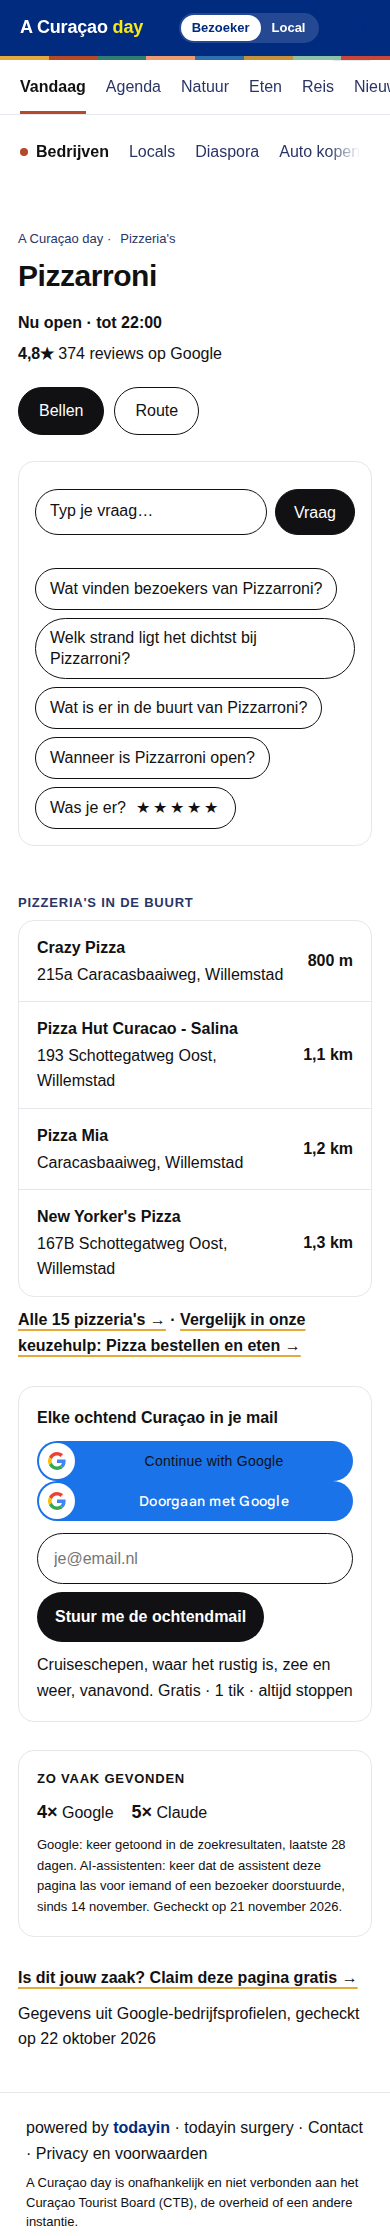 A Curaçao day Bezoeker Local
Vandaag Agenda Natuur Eten Reis
Bedrijven Locals Diaspora Auto kopen
A Curaçao day · Pizzeria's
Pizzarroni
Nu open · tot 22:00
4,8★ 374 reviews op Google
Bellen Route
Typ je vraag… Vraag
Wat vinden bezoekers van Pizzarroni?
Welk strand ligt het dichtst bij
Pizzarroni?
Wat is er in de buurt van Pizzarroni?
Wanneer is Pizzarroni open?
Was je er? ★★★★★
PIZZERIA'S IN DE BUURT
Crazy Pizza
215a Caracasbaaiweg, Willemstad
800 m
Pizza Hut Curacao - Salina
193 Schottegatweg Oost,
Willemstad
1,1 km
Pizza Mia
Caracasbaaiweg, Willemstad
1,2 km
New Yorker's Pizza
167B Schottegatweg Oost,
Willemstad
1,3 km
Alle 15 pizzeria's → · Vergelijk in onze
keuzehulp: Pizza bestellen en eten →
Elke ochtend Curaçao in je mail
Continue with Google
Doorgaan met Google
je@email.nl
Stuur me de ochtendmail
Cruiseschepen, waar het rustig is, zee en
weer, vanavond. Gratis · 1 tik · altijd stoppen
ZO VAAK GEVONDEN
4× Google 5× Claude
Google: keer getoond in de zoekresultaten, laatste 28
dagen. AI-assistenten: keer dat de assistent deze
pagina las voor iemand of een bezoeker doorstuurde,
sinds 14 november. Gecheckt op 21 november 2026.
Is dit jouw zaak? Claim deze pagina gratis →
Gegevens uit Google-bedrijfsprofielen, gecheckt
op 22 oktober 2026
powered by todayin · todayin surgery · Contact
· Privacy en voorwaarden
A Curaçao day is onafhankelijk en niet verbonden aan het
Curaçao Tourist Board (CTB), de overheid of een andere
instantie.